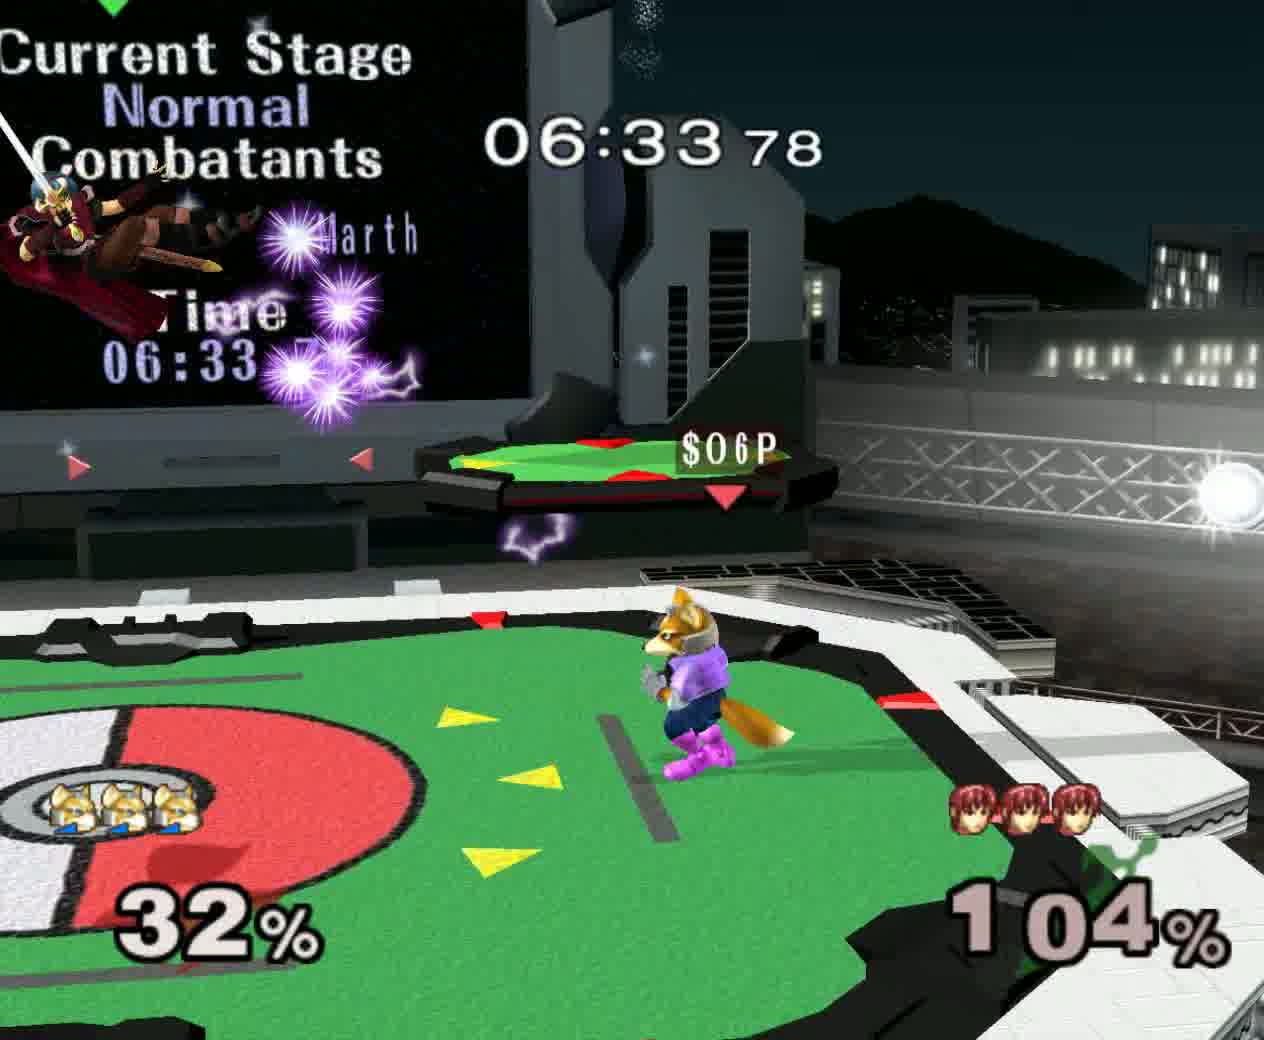 Current Stage
Normal
06:33 78
Combatants
Marth
Time
06:33
$06P
32%
104%